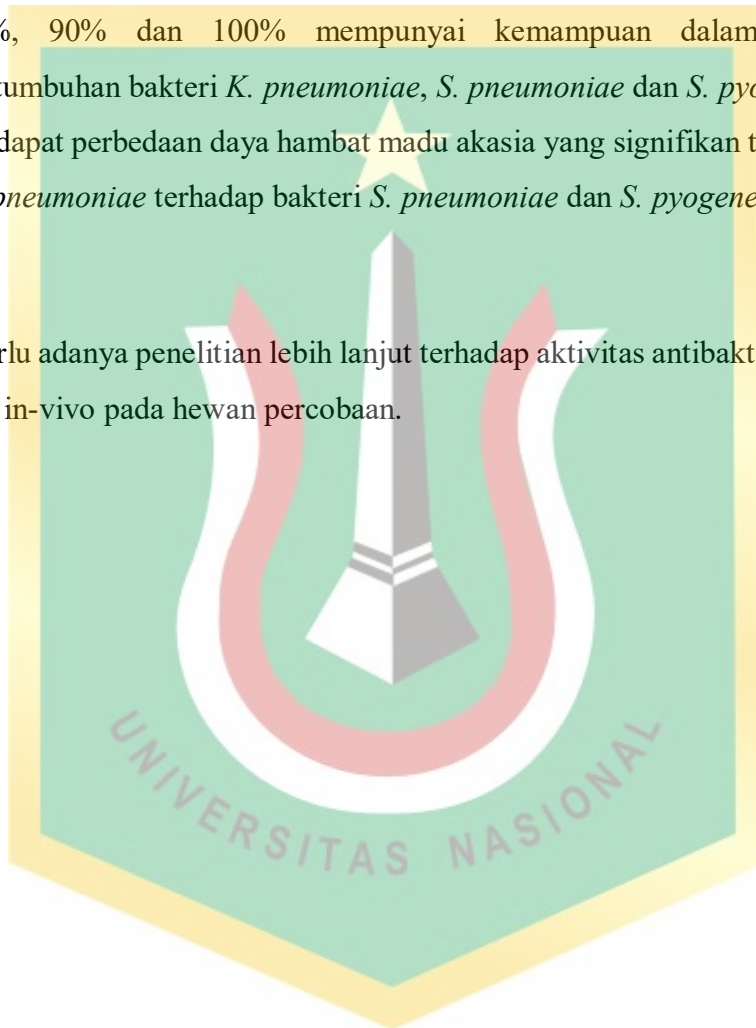 %, 90% dan 100% mempunyai kemampuan dalam
tumbuhan bakteri K. pneumoniae, S. pneumoniae dan S. pyo
dapat perbedaan daya hambat madu akasia yang signifikan t
pneumoniae terhadap bakteri S. pneumoniae dan S. pyogene
rlu adanya penelitian lebih lanjut terhadap aktivitas antibakt
in-vivo pada hewan percobaan.
UNIVERSITAS NASIONAL